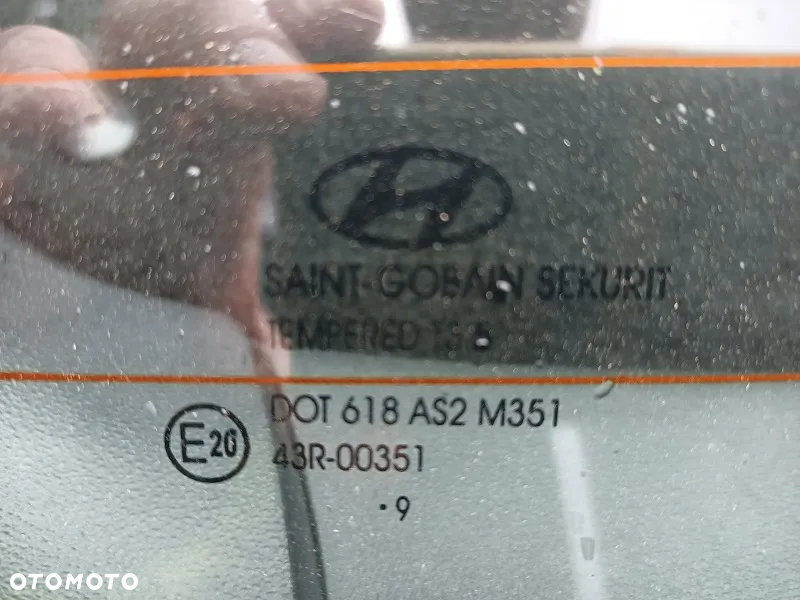 SAINT-GOBAIN SEKURIT
TEMPERED
DOT 618 AS2 M351
E20
43R-00351
·9
OTOMOTO